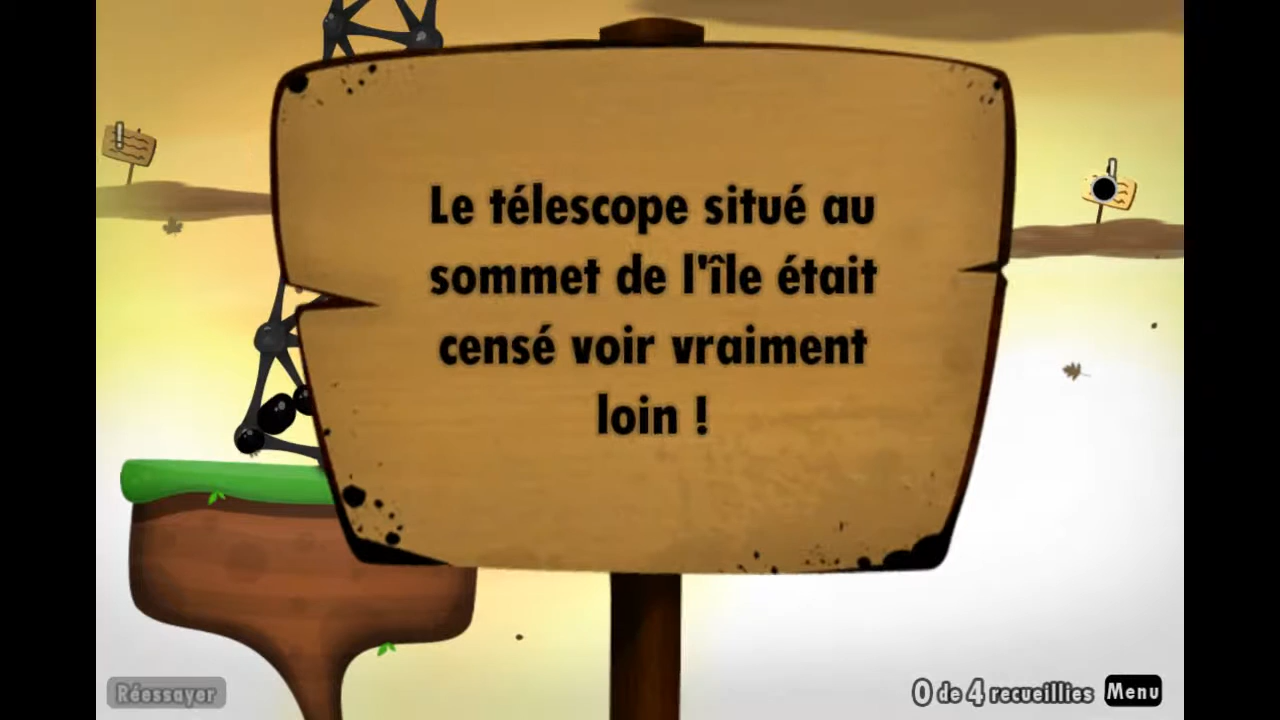 Le télescope situé au
sommet de l'île était
censé voir vraiment
loin !
Réessayer
0 de 4 recueillies Menu